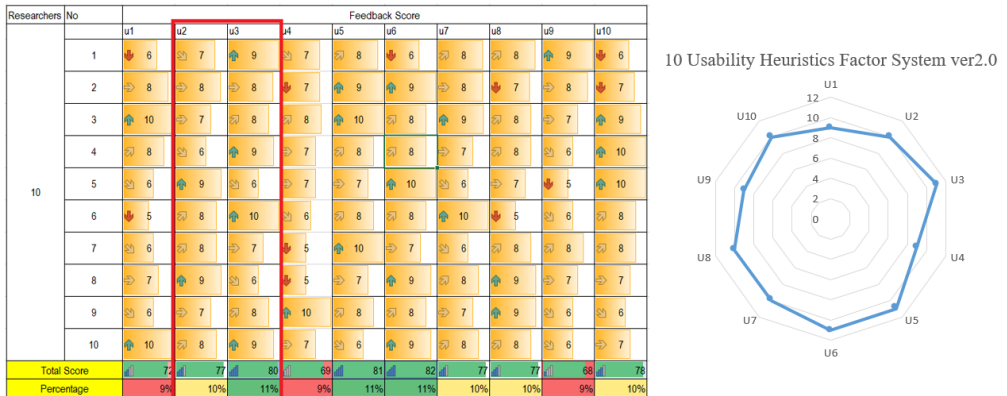 Researchers No Feedback Score
u1 u2 u3 u4 u5 u6 u7 u8 u9 u10
1 6 7 9 7 8 6 8 8 9 6
2 8 8 8 7 9 9 8 7 8 7
3 10 7 8 8 10 8 9 8 7 9
4 8 6 9 7 8 8 7 8 6 10
10
5 6 9 6 7 7 10 6 7 5 10
6 5 8 10 6 8 8 10 5 6 8
7 6 8 7 5 10 7 6 8 6 8
8 7 9 6 5 7 9 7 9 7 7
9 6 7 8 10 8 8 7 9 6 6
10 10 8 9 7 6 9 9 8 8 7
Total Score 72 77 80 69 81 82 77 77 68 78
Percentage 9% 10% 11% 9% 11% 11% 10% 10% 9% 10%
10 Usability Heuristics Factor System ver2.0
U1
12
U10 10 U2
8
6
U9 4 U3
2
0
U8 U4
U7 U5
U6